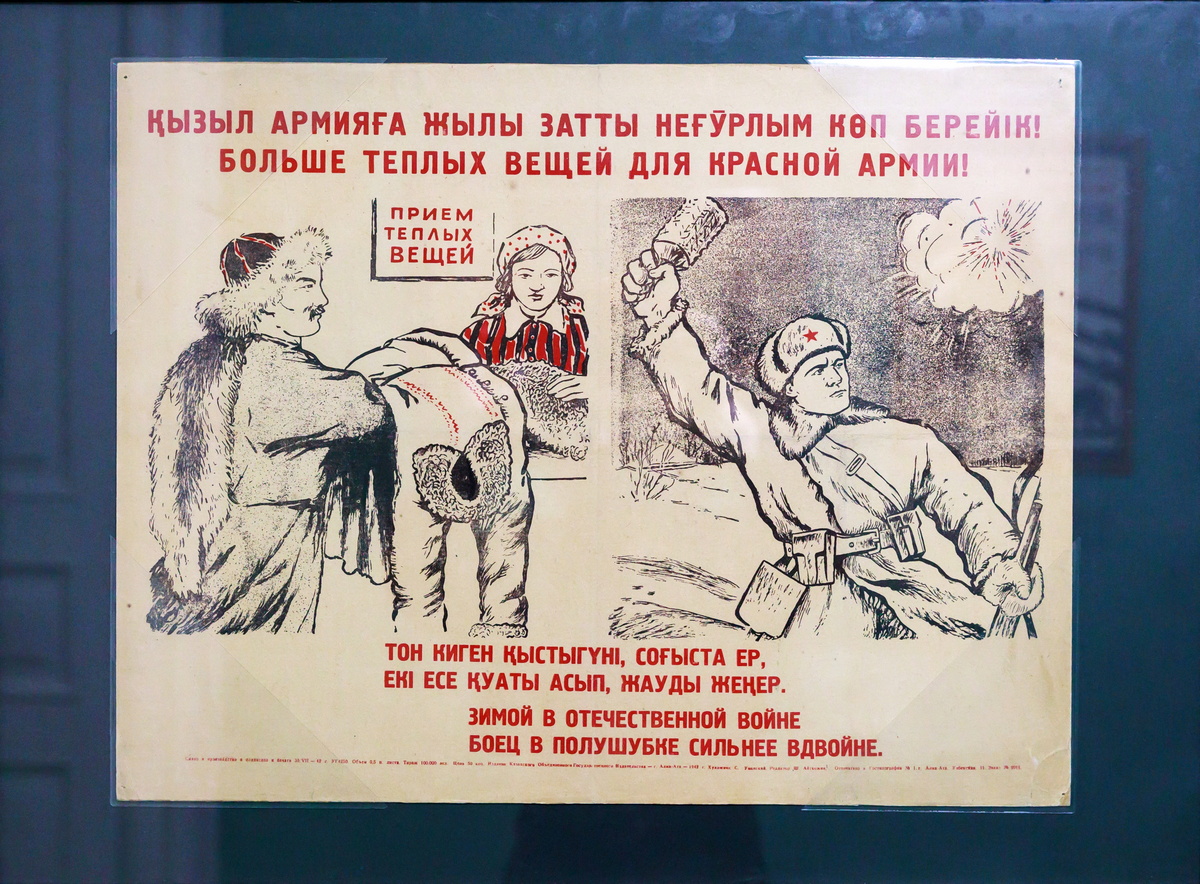 ҚЫЗЫЛ АРМИЯҒА ЖЫЛЫ ЗАТТЫ НЕҒҰРЛЫМ КӨП БЕРЕЙІК!
БОЛЬШЕ ТЕПЛЫХ ВЕЩЕЙ ДЛЯ КРАСНОЙ АРМИИ!
ПРИЕМ
ТЕПЛЫХ
ВЕЩЕЙ
ТОН КИГЕН ҚЫСТЫГҮНІ, СОҒЫСТА ЕР,
ЕКІ ЕСЕ ҚУАТЫ АСЫП, ЖАУДЫ ЖЕҢЕР.
ЗИМОЙ В ОТЕЧЕСТВЕННОЙ ВОЙНЕ
БОЕЦ В ПОЛУШУБКЕ СИЛЬНЕЕ ВДВОЙНЕ.